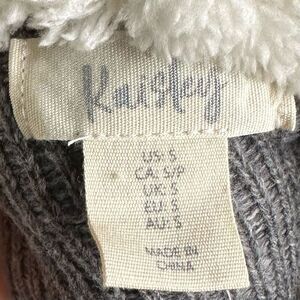 Kaisley
US: S
CA: S/P
UK: S
EU: S
AU: S
MADE IN
CHINA